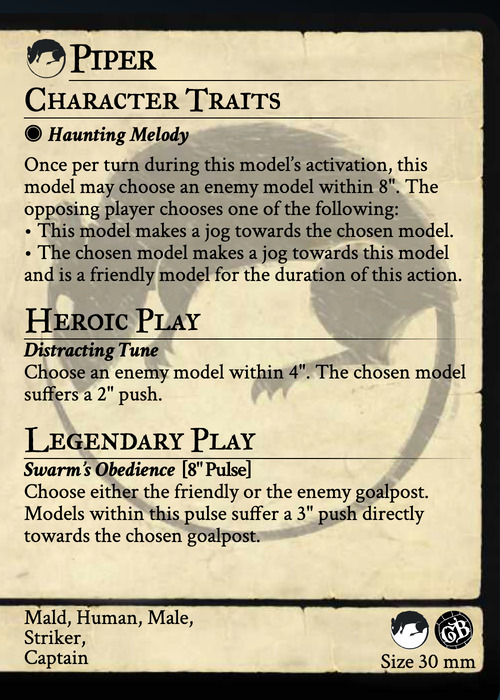 Piper
Character Traits
Haunting Melody
Once per turn during this model's activation, this
model may choose an enemy model within 8". The
opposing player chooses one of the following:
• This model makes a jog towards the chosen model.
• The chosen model makes a jog towards this model
and is a friendly model for the duration of this action.
Heroic Play
Distracting Tune
Choose an enemy model within 4". The chosen model
suffers a 2" push.
Legendary Play
Swarm's Obedience [8" Pulse]
Choose either the friendly or the enemy goalpost.
Models within this pulse suffer a 3" push directly
towards the chosen goalpost.
Mald, Human, Male,
Striker,
Captain
GB
Size 30 mm